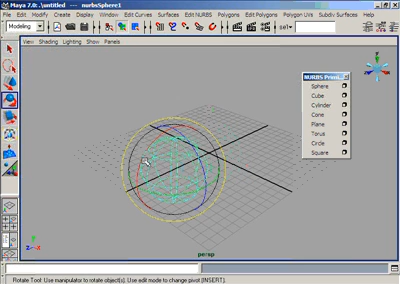 Maya 7.0: .\untitled --- nurbsSphere1
File Edit Modify Create Display Window Edit Curves Surfaces Edit NURBS Polygons Edit Polygons Polygon UVs Subdiv Surfaces Help
Modeling
sel
View Shading Lighting Show Panels
NURBS Primi...
Sphere
Cube
Cylinder
Cone
Plane
Torus
Circle
Square
persp
Rotate Tool: Use manipulator to rotate object(s). Use edit mode to change pivot [INSERT].